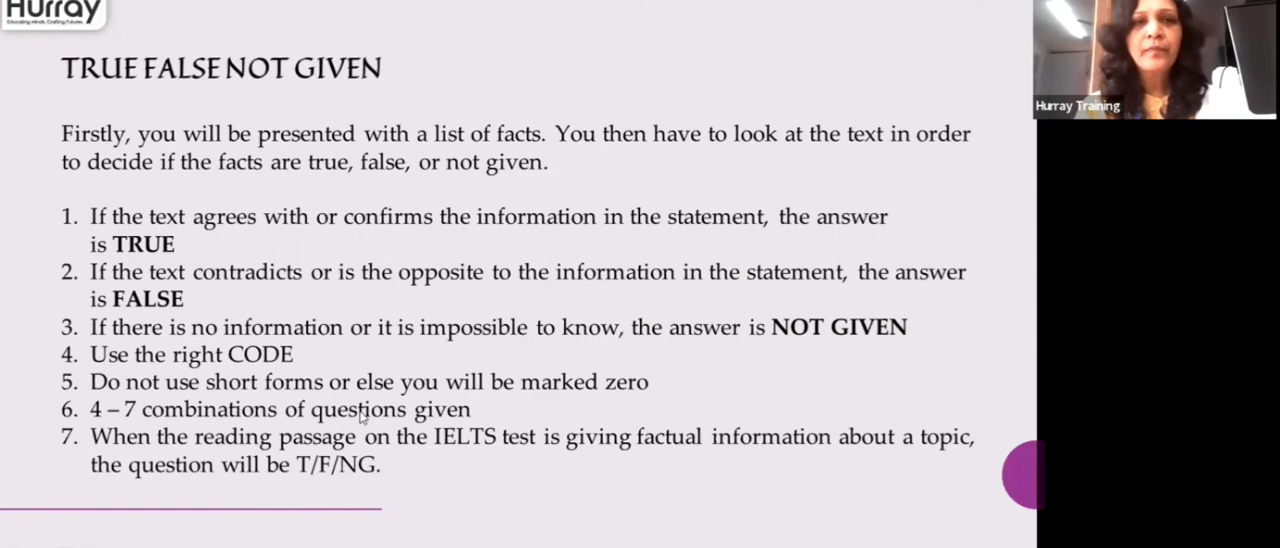 Hurray
Educating Minds, Crafting Futures.
Hurray Training
TRUE FALSE NOT GIVEN
Firstly, you will be presented with a list of facts. You then have to look at the text in order
to decide if the facts are true, false, or not given.
1. If the text agrees with or confirms the information in the statement, the answer
is TRUE
2. If the text contradicts or is the opposite to the information in the statement, the answer
is FALSE
3. If there is no information or it is impossible to know, the answer is NOT GIVEN
4. Use the right CODE
5. Do not use short forms or else you will be marked zero
6. 4 – 7 combinations of questions given
7. When the reading passage on the IELTS test is giving factual information about a topic,
the question will be T/F/NG.